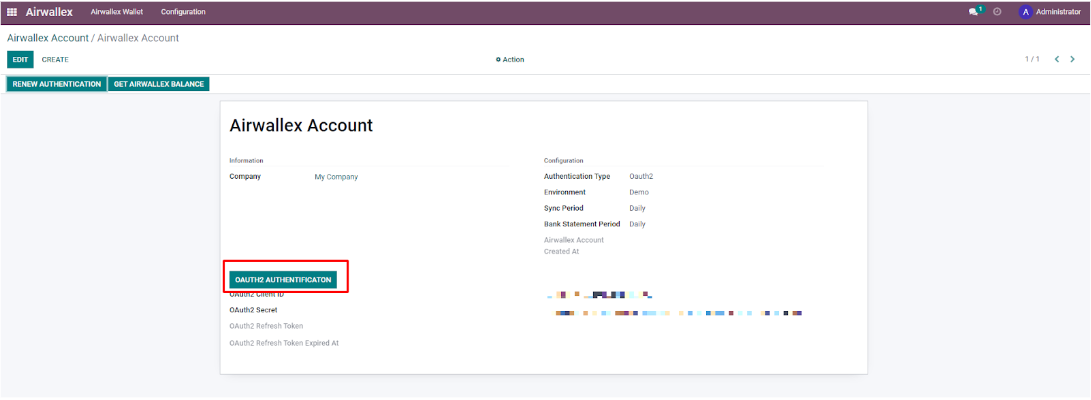 Airwallex Airwallex Wallet Configuration 1 A Administrator
Airwallex Account / Airwallex Account
EDIT CREATE Action 1 / 1
RENEW AUTHENTICATION GET AIRWALLEX BALANCE
Airwallex Account
Information
Company My Company
Configuration
Authentication Type Oauth2
Environment Demo
Sync Period Daily
Bank Statement Period Daily
Airwallex Account
Created At
OAUTH2 AUTHENTIFICATON
OAuth2 Client ID
OAuth2 Secret
OAuth2 Refresh Token
OAuth2 Refresh Token Expired At